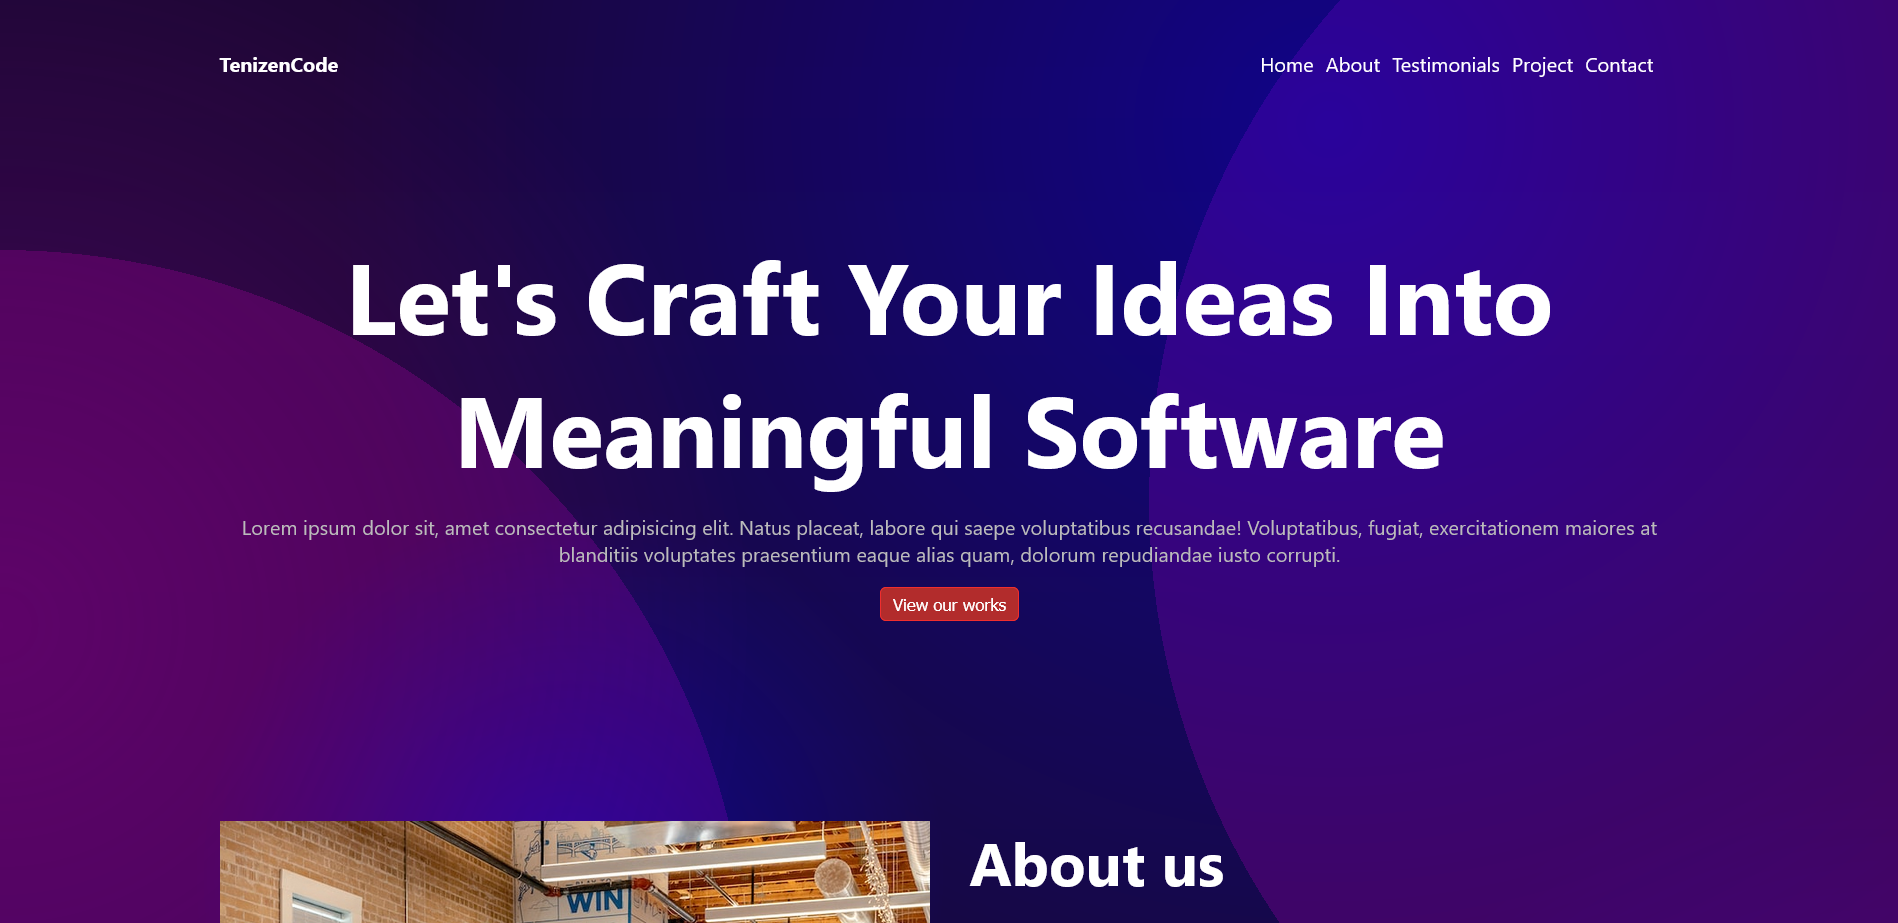 TenizenCode
Home About Testimonials Project Contact
Let's Craft Your Ideas Into
Meaningful Software
Lorem ipsum dolor sit, amet consectetur adipisicing elit. Natus placeat, labore qui saepe voluptatibus recusandae! Voluptatibus, fugiat, exercitationem maiores at
blanditiis voluptates praesentium eaque alias quam, dolorum repudiandae iusto corrupti.
View our works
WIN
About us